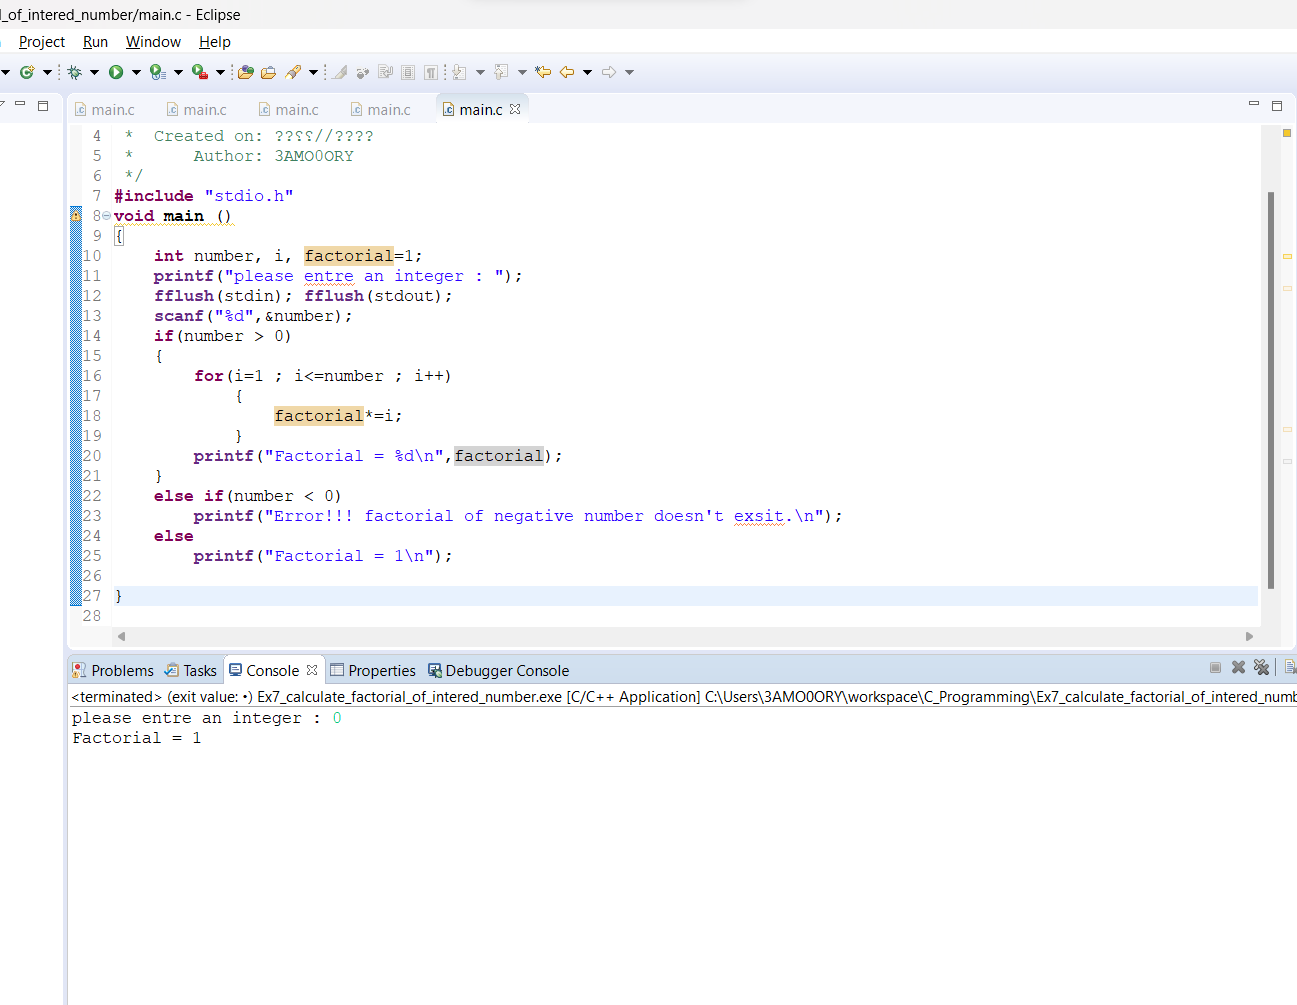 l_of_intered_number/main.c - Eclipse
Project Run Window Help
main.c main.c main.c main.c main.c
4 * Created on: ??؟؟//????
5 * Author: 3AMO0ORY
6 */
7 #include "stdio.h"
8 void main ()
9 {
10 int number, i, factorial=1;
11 printf("please entre an integer : ");
12 fflush(stdin); fflush(stdout);
13 scanf("%d",&number);
14 if(number > 0)
15 {
16 for(i=1 ; i<=number ; i++)
17 {
18 factorial*=i;
19 }
20 printf("Factorial = %d\n",factorial);
21 }
22 else if(number < 0)
23 printf("Error!!! factorial of negative number doesn't exsit.\n");
24 else
25 printf("Factorial = 1\n");
26
27 }
28
Problems Tasks Console Properties Debugger Console
<terminated> (exit value: •) Ex7_calculate_factorial_of_intered_number.exe [C/C++ Application] C:\Users\3AMO0ORY\workspace\C_Programming\Ex7_calculate_factorial_of_intered_numb
please entre an integer : 0
Factorial = 1